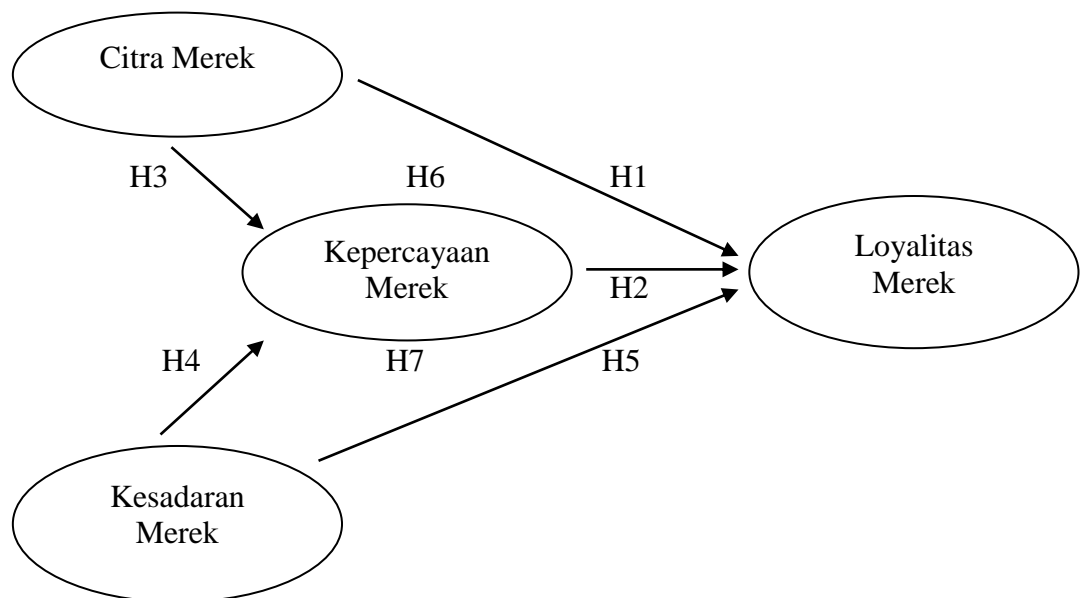 Citra Merek
H3
H6
H1
Kepercayaan
Merek
Loyalitas
Merek
H2
H4
H7
H5
Kesadaran
Merek